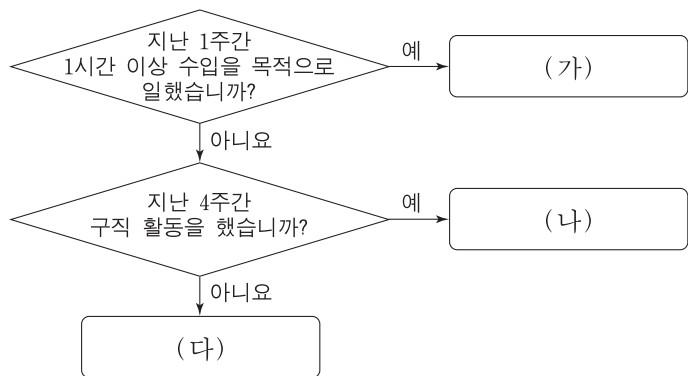 지난 1주간
1시간 이상 수입을 목적으로
일했습니까?
예
(가)
아니요
지난 4주간
구직 활동을 했습니까?
예
(나)
아니요
(다)